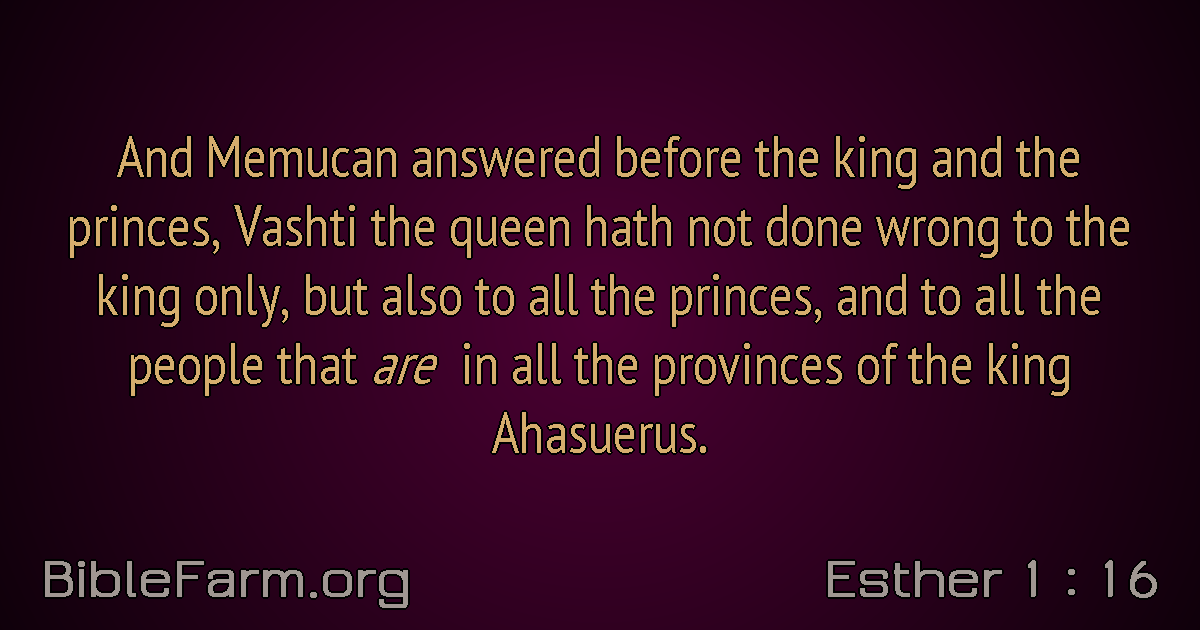 And Memucan answered before the king and the
princes, Vashti the queen hath not done wrong to the
king only, but also to all the princes, and to all the
people that are in all the provinces of the king
Ahasuerus.
BibleFarm.org
Esther 1 : 16